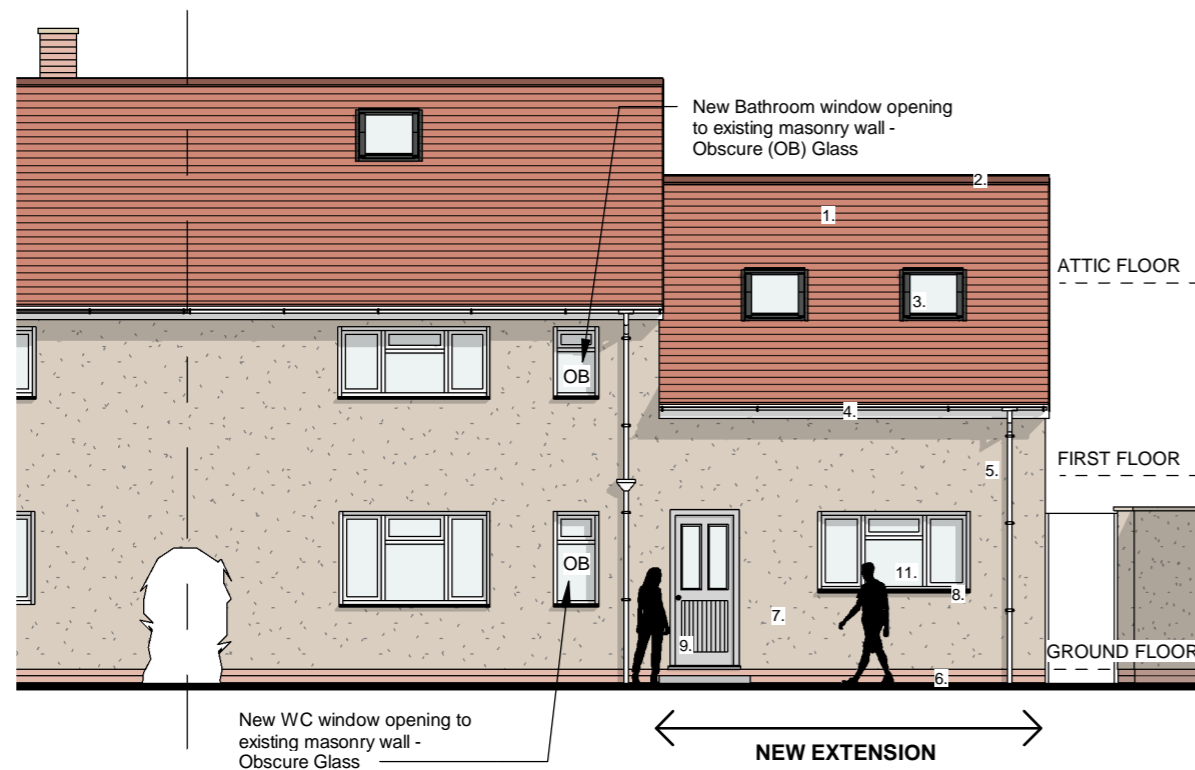 New Bathroom window opening
to existing masonry wall -
Obscure (OB) Glass
2.
1.
ATTIC FLOOR
3.
OB
4.
FIRST FLOOR
5.
OB
11.
8.
7.
9.
GROUND FLOOR
6.
New WC window opening to
existing masonry wall -
Obscure Glass
NEW EXTENSION